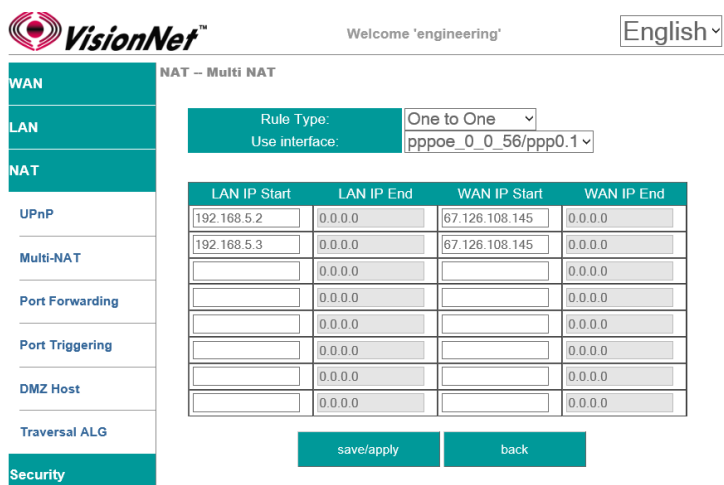 VisionNet™
Welcome 'engineering'
English
WAN
LAN
NAT
UPnP
Multi-NAT
Port Forwarding
Port Triggering
DMZ Host
Traversal ALG
Security
NAT -- Multi NAT
Rule Type: One to One
Use interface: pppoe_0_0_56/ppp0.1
LAN IP Start LAN IP End WAN IP Start WAN IP End
192.168.5.2 0.0.0.0 67.126.108.145 0.0.0.0
192.168.5.3 0.0.0.0 67.126.108.145 0.0.0.0
0.0.0.0 0.0.0.0
0.0.0.0 0.0.0.0
0.0.0.0 0.0.0.0
0.0.0.0 0.0.0.0
0.0.0.0 0.0.0.0
0.0.0.0 0.0.0.0
save/apply back